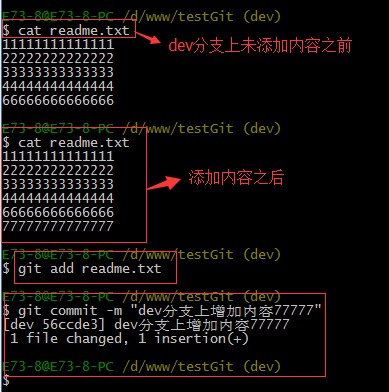 E73-8@E73-8-PC /d/www/testGit (dev)
$ cat readme.txt
dev分支上未添加内容之前
11111111111111
22222222222222
33333333333333
44444444444444
66666666666666
E73-8@E73-8-PC /d/www/testGit (dev)
$ cat readme.txt
11111111111111
22222222222222
33333333333333
添加内容之后
44444444444444
66666666666666
77777777777777
E73-8@E73-8-PC /d/www/testGit (dev)
$ git add readme.txt
E73-8@E73-8-PC /d/www/testGit (dev)
$ git commit -m "dev分支上增加内容77777"
[dev 56ccde3] dev分支上增加内容77777
1 file changed, 1 insertion(+)
E73-8@E73-8-PC /d/www/testGit (dev)
$